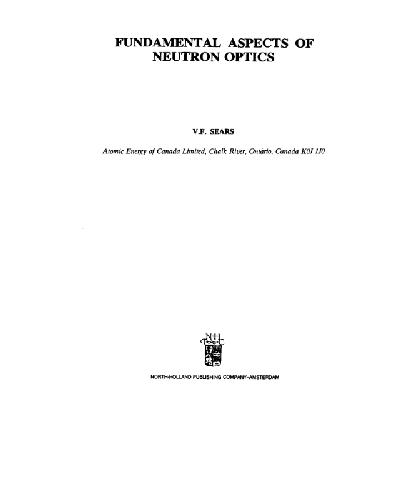 FUNDAMENTAL ASPECTS OF
NEUTRON OPTICS
V.F. SEARS
Atomic Energy of Canada Limited, Chalk River, Ontario, Canada K0J 1J0
NORTH-HOLLAND PUBLISHING COMPANY-AMSTERDAM